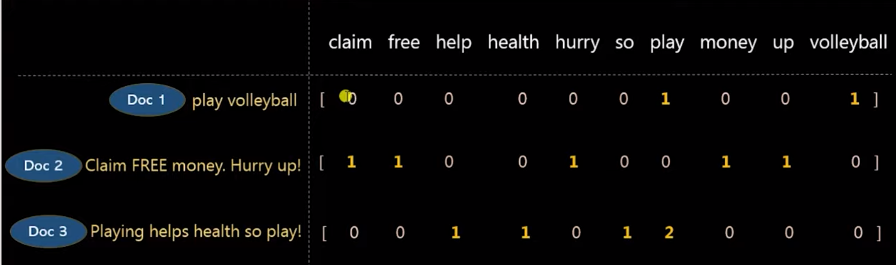 claim free help health hurry so play money up volleyball
Doc 1 play volleyball [ 0 0 0 0 0 0 1 0 0 1 ]
Doc 2 Claim FREE money. Hurry up! [ 1 1 0 0 1 0 0 1 1 0 ]
Doc 3 Playing helps health so play! [ 0 0 1 1 0 1 2 0 0 0 ]